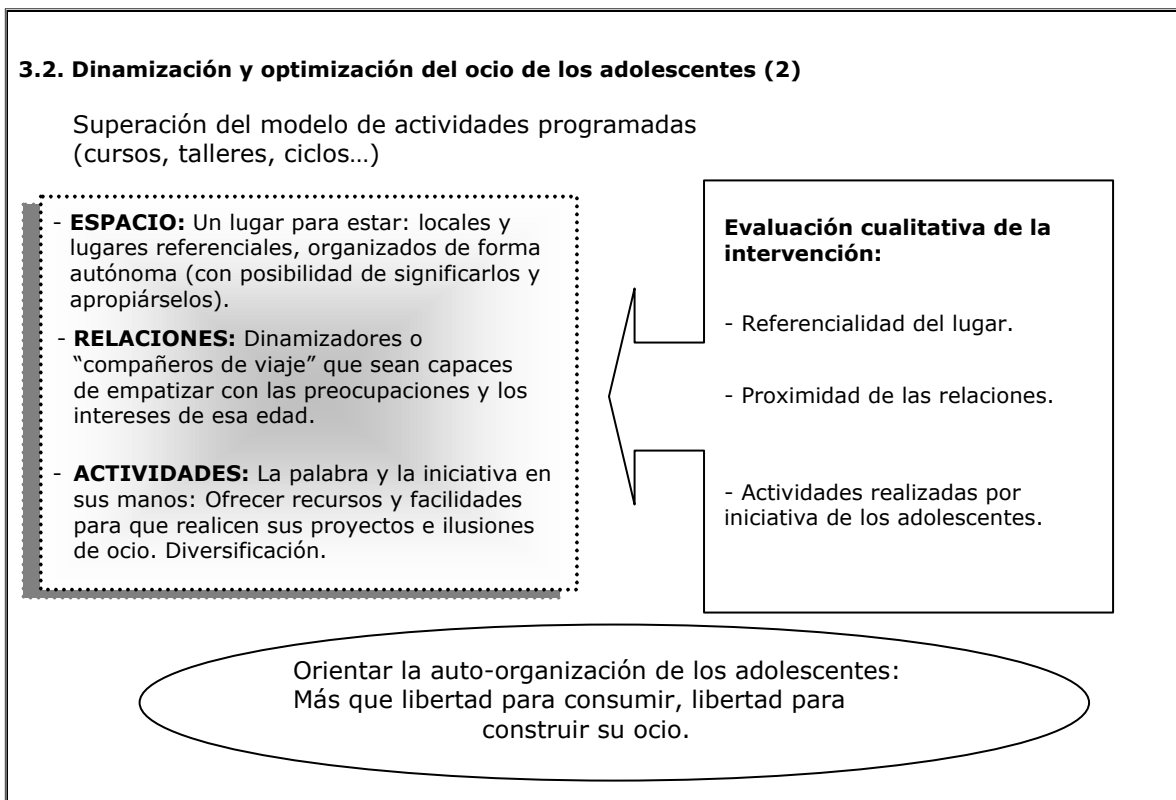 3.2. Dinamización y optimización del ocio de los adolescentes (2)
Superación del modelo de actividades programadas
(cursos, talleres, ciclos…)
- ESPACIO: Un lugar para estar: locales y
lugares referenciales, organizados de forma
autónoma (con posibilidad de significarlos y
apropiárselos).
- RELACIONES: Dinamizadores o
“compañeros de viaje” que sean capaces
de empatizar con las preocupaciones y los
intereses de esa edad.
- ACTIVIDADES: La palabra y la iniciativa en
sus manos: Ofrecer recursos y facilidades
para que realicen sus proyectos e ilusiones
de ocio. Diversificación.
Evaluación cualitativa de la
intervención:
- Referencialidad del lugar.
- Proximidad de las relaciones.
- Actividades realizadas por
iniciativa de los adolescentes.
Orientar la auto-organización de los adolescentes:
Más que libertad para consumir, libertad para
construir su ocio.